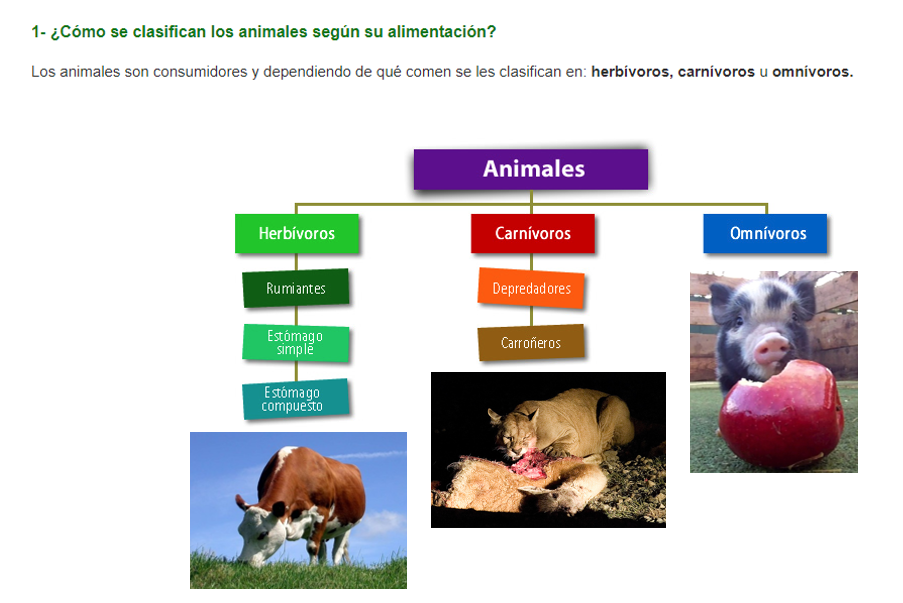 1- ¿Cómo se clasifican los animales según su alimentación?
Los animales son consumidores y dependiendo de qué comen se les clasifican en: herbívoros, carnívoros u omnívoros.
Animales
Herbívoros
Carnívoros
Omnívoros
Rumiantes
Depredadores
Estómago
simple
Carroñeros
Estómago
compuesto